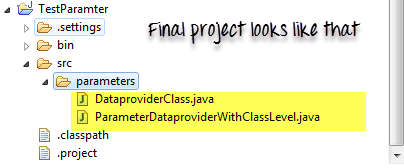 TestParamter
.settings
Final project looks like that
bin
src
parameters
DataproviderClass.java
ParameterDataproviderWithClassLevel.java
.classpath
.project